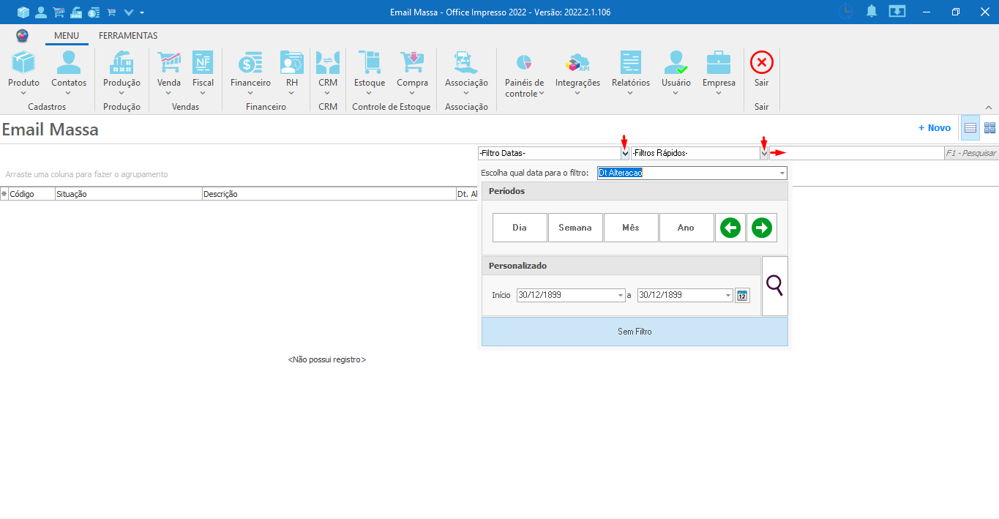 Email Massa - Office Impresso 2022 - Versão: 2022.2.1.106
MENU FERRAMENTAS
Produto Contatos Produção Venda Fiscal Financeiro RH CRM Estoque Compra Associação Painéis de controle Integrações Relatórios Usuário Empresa Sair
NF API
Cadastros Produção Vendas Financeiro CRM Controle de Estoque Associação Sair
Email Massa
+ Novo
-Filtro Datas- -Filtros Rápidos- F1 - Pesquisar
Arraste uma coluna para fazer o agrupamento
Escolha qual data para o filtro: Dt Alteracao
Código Situação Descrição Dt.
Períodos
Dia Semana Mês Ano
Personalizado
Início 30/12/1899 a 30/12/1899 12
Sem Filtro
<Não possui registro>